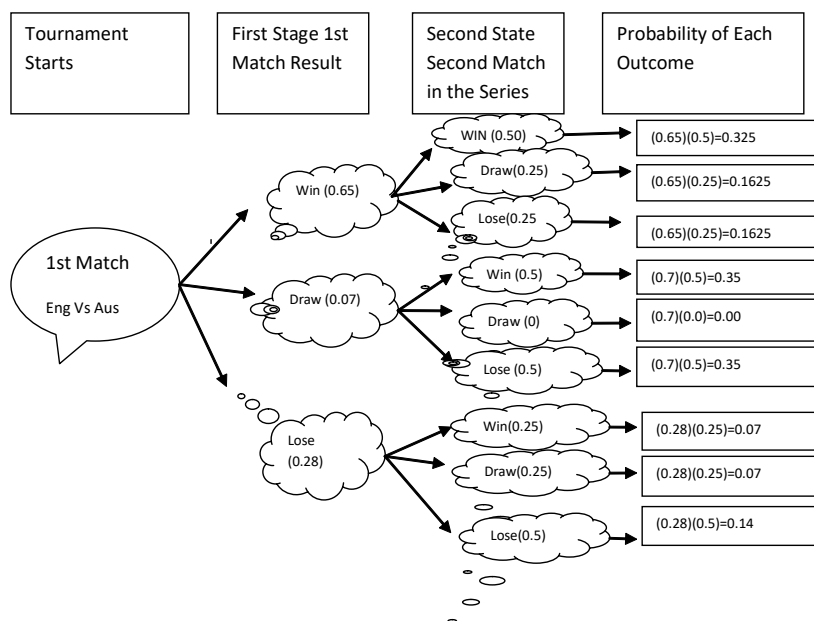 Tournament
Starts
First Stage 1st
Match Result
Second State
Second Match
in the Series
Probability of Each
Outcome
1st Match
Eng Vs Aus
Win (0.65)
WIN (0.50)
(0.65)(0.5)=0.325
Draw(0.25)
(0.65)(0.25)=0.1625
Lose(0.25
(0.65)(0.25)=0.1625
Draw (0.07)
Win (0.5)
(0.7)(0.5)=0.35
Draw (0)
(0.7)(0.0)=0.00
Lose (0.5)
(0.7)(0.5)=0.35
Lose
(0.28)
Win(0.25)
(0.28)(0.25)=0.07
Draw(0.25)
(0.28)(0.25)=0.07
Lose(0.5)
(0.28)(0.5)=0.14